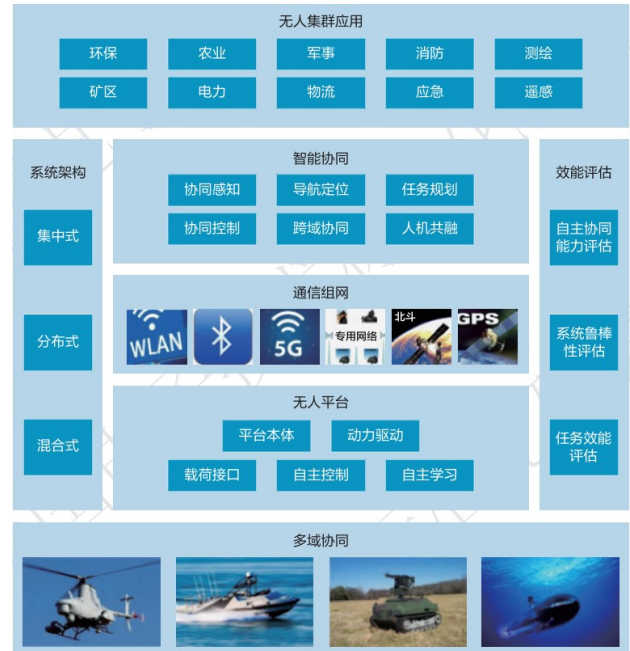 无人集群应用
环保 农业 军事 消防 测绘
矿区 电力 物流 应急 遥感
系统架构
集中式
分布式
混合式
智能协同
协同感知 导航定位 任务规划
协同控制 跨域协同 人机共融
通信组网
WLAN
5G
专用网络
北斗
GPS
无人平台
平台本体 动力驱动
载荷接口 自主控制 自主学习
效能评估
自主协同
能力评估
系统鲁棒
性评估
任务效能
评估
多域协同